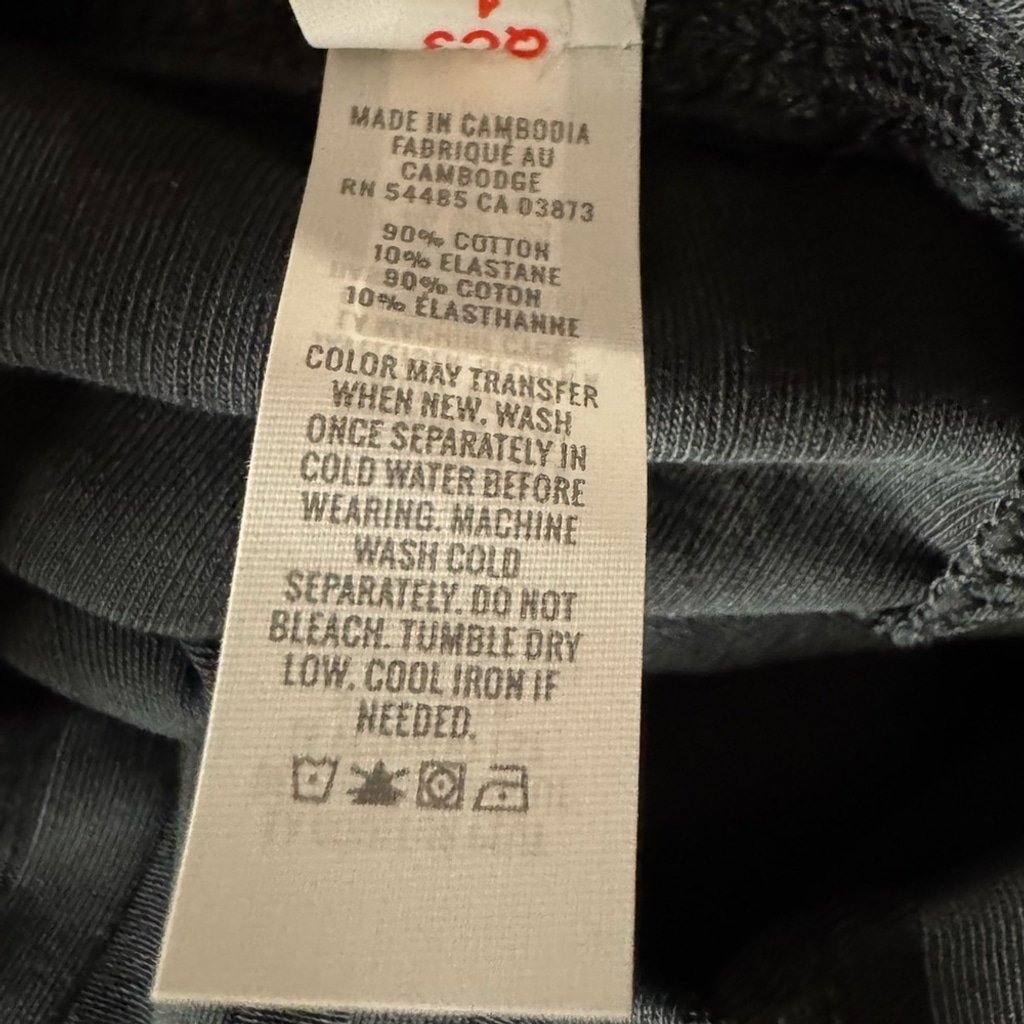 QC3
MADE IN CAMBODIA
FABRIQUÉ AU
CAMBODGE
RN 54485 CA 03873
90% COTTON
10% ELASTANE
90% COTON
10% ÉLASTHANNE
COLOR MAY TRANSFER
WHEN NEW. WASH
ONCE SEPARATELY IN
COLD WATER BEFORE
WEARING. MACHINE
WASH COLD
SEPARATELY. DO NOT
BLEACH. TUMBLE DRY
LOW. COOL IRON IF
NEEDED.